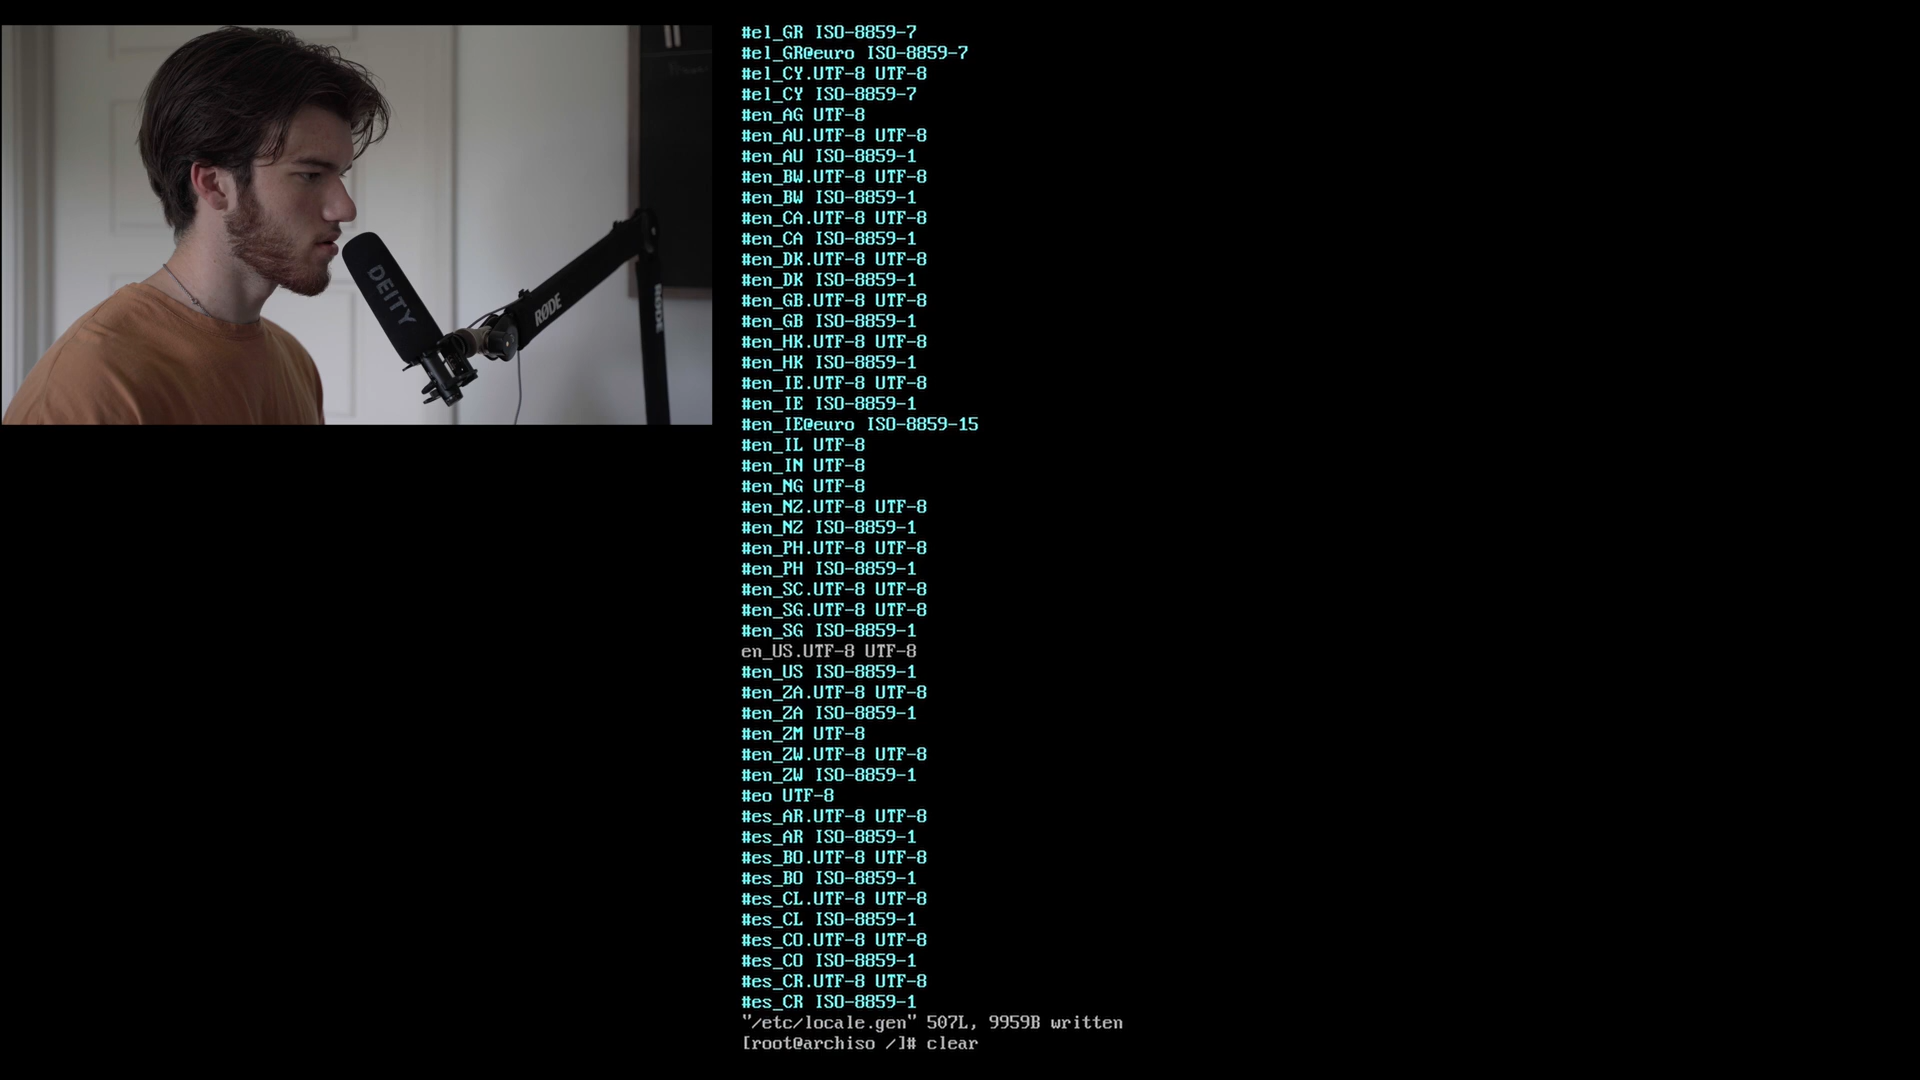 DEITY
RØDE
RØDE
#el_GR ISO-8859-7
#el_GR@euro ISO-8859-7
#el_CY.UTF-8 UTF-8
#el_CY ISO-8859-7
#en_AG UTF-8
#en_AU.UTF-8 UTF-8
#en_AU ISO-8859-1
#en_BW.UTF-8 UTF-8
#en_BW ISO-8859-1
#en_CA.UTF-8 UTF-8
#en_CA ISO-8859-1
#en_DK.UTF-8 UTF-8
#en_DK ISO-8859-1
#en_GB.UTF-8 UTF-8
#en_GB ISO-8859-1
#en_HK.UTF-8 UTF-8
#en_HK ISO-8859-1
#en_IE.UTF-8 UTF-8
#en_IE ISO-8859-1
#en_IE@euro ISO-8859-15
#en_IL UTF-8
#en_IN UTF-8
#en_NG UTF-8
#en_NZ.UTF-8 UTF-8
#en_NZ ISO-8859-1
#en_PH.UTF-8 UTF-8
#en_PH ISO-8859-1
#en_SC.UTF-8 UTF-8
#en_SG.UTF-8 UTF-8
#en_SG ISO-8859-1
en_US.UTF-8 UTF-8
#en_US ISO-8859-1
#en_ZA.UTF-8 UTF-8
#en_ZA ISO-8859-1
#en_ZM UTF-8
#en_ZW.UTF-8 UTF-8
#en_ZW ISO-8859-1
#eo UTF-8
#es_AR.UTF-8 UTF-8
#es_AR ISO-8859-1
#es_BO.UTF-8 UTF-8
#es_BO ISO-8859-1
#es_CL.UTF-8 UTF-8
#es_CL ISO-8859-1
#es_CO.UTF-8 UTF-8
#es_CO ISO-8859-1
#es_CR.UTF-8 UTF-8
#es_CR ISO-8859-1
"/etc/locale.gen" 507L, 9959B written
[root@archiso /]# clear